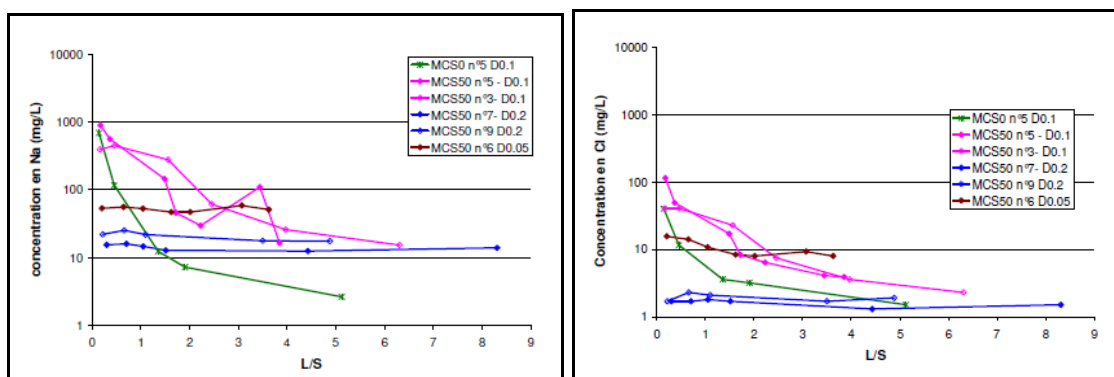 concentration en Na (mg/L)
10000
1000
100
10
1
0 1 2 3 4 5 6 7 8 9
L/S
MCS0 n°5 D0.1
MCS50 n°5 - D0.1
MCS50 n°3- D0.1
MCS50 n°7- D0.2
MCS50 n°9 D0.2
MCS50 n°6 D0.05
Concentration en Cl (mg/L)
10000
1000
100
10
1
0 1 2 3 4 5 6 7 8 9
L/S
MCS0 n°5 D0.1
MCS50 n°5 - D0.1
MCS50 n°3- D0.1
MCS50 n°7- D0.2
MCS50 n°9 D0.2
MCS50 n°6 D0.05